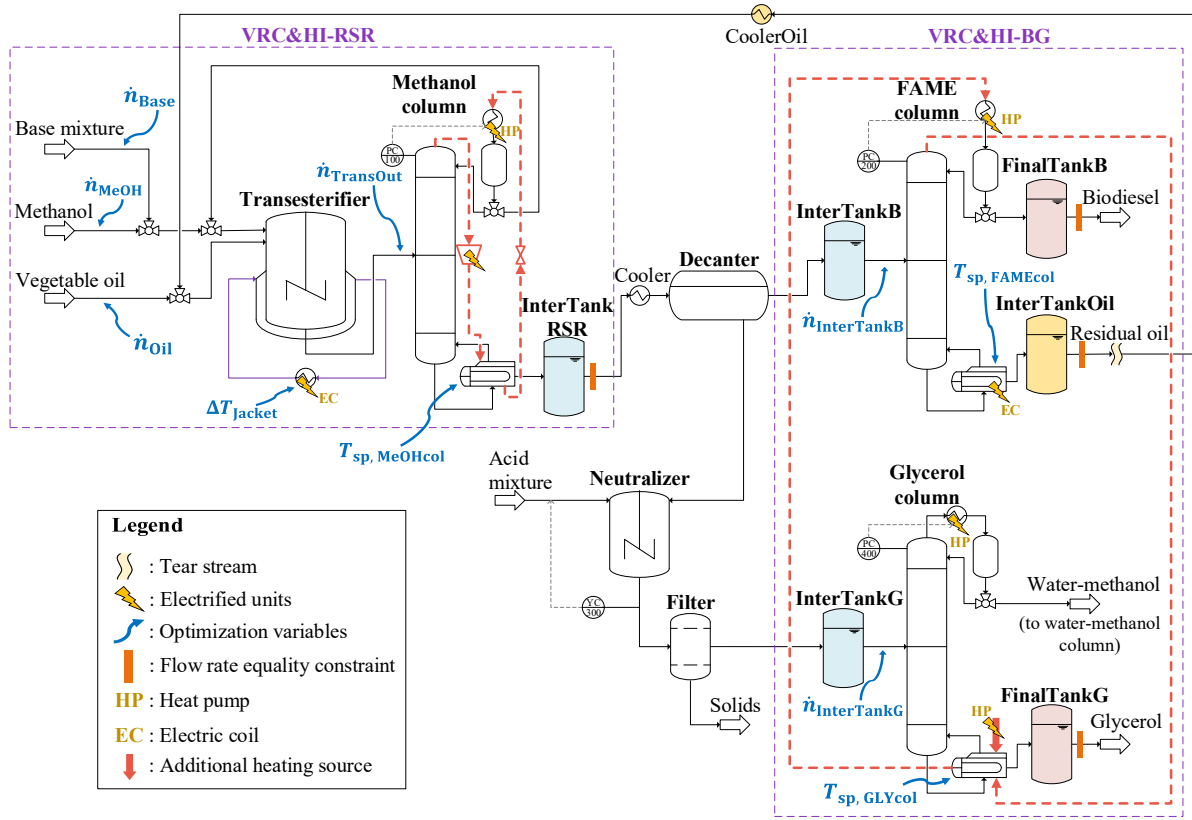 CoolerOil
VRC&HI-RSR
VRC&HI-BG
Methanol
column
HP
PC
100
ṅBase
Base mixture
ṅMeOH
Methanol
Vegetable oil
ṅOil
Transesterifier
ṅTransOut
EC
ΔTJacket
Tsp, MeOHcol
InterTank
RSR
Cooler
Decanter
FAME
column
HP
PC
200
FinalTankB
Biodiesel
InterTankB
ṅInterTankB
Tsp, FAMEcol
InterTankOil
Residual oil
EC
Acid
mixture
Neutralizer
YC
300
Filter
Solids
Glycerol
column
HP
PC
400
InterTankG
ṅInterTankG
Water-methanol
(to water-methanol
column)
HP
FinalTankG
Glycerol
Tsp, GLYcol
Legend
: Tear stream
: Electrified units
: Optimization variables
: Flow rate equality constraint
HP : Heat pump
EC : Electric coil
: Additional heating source